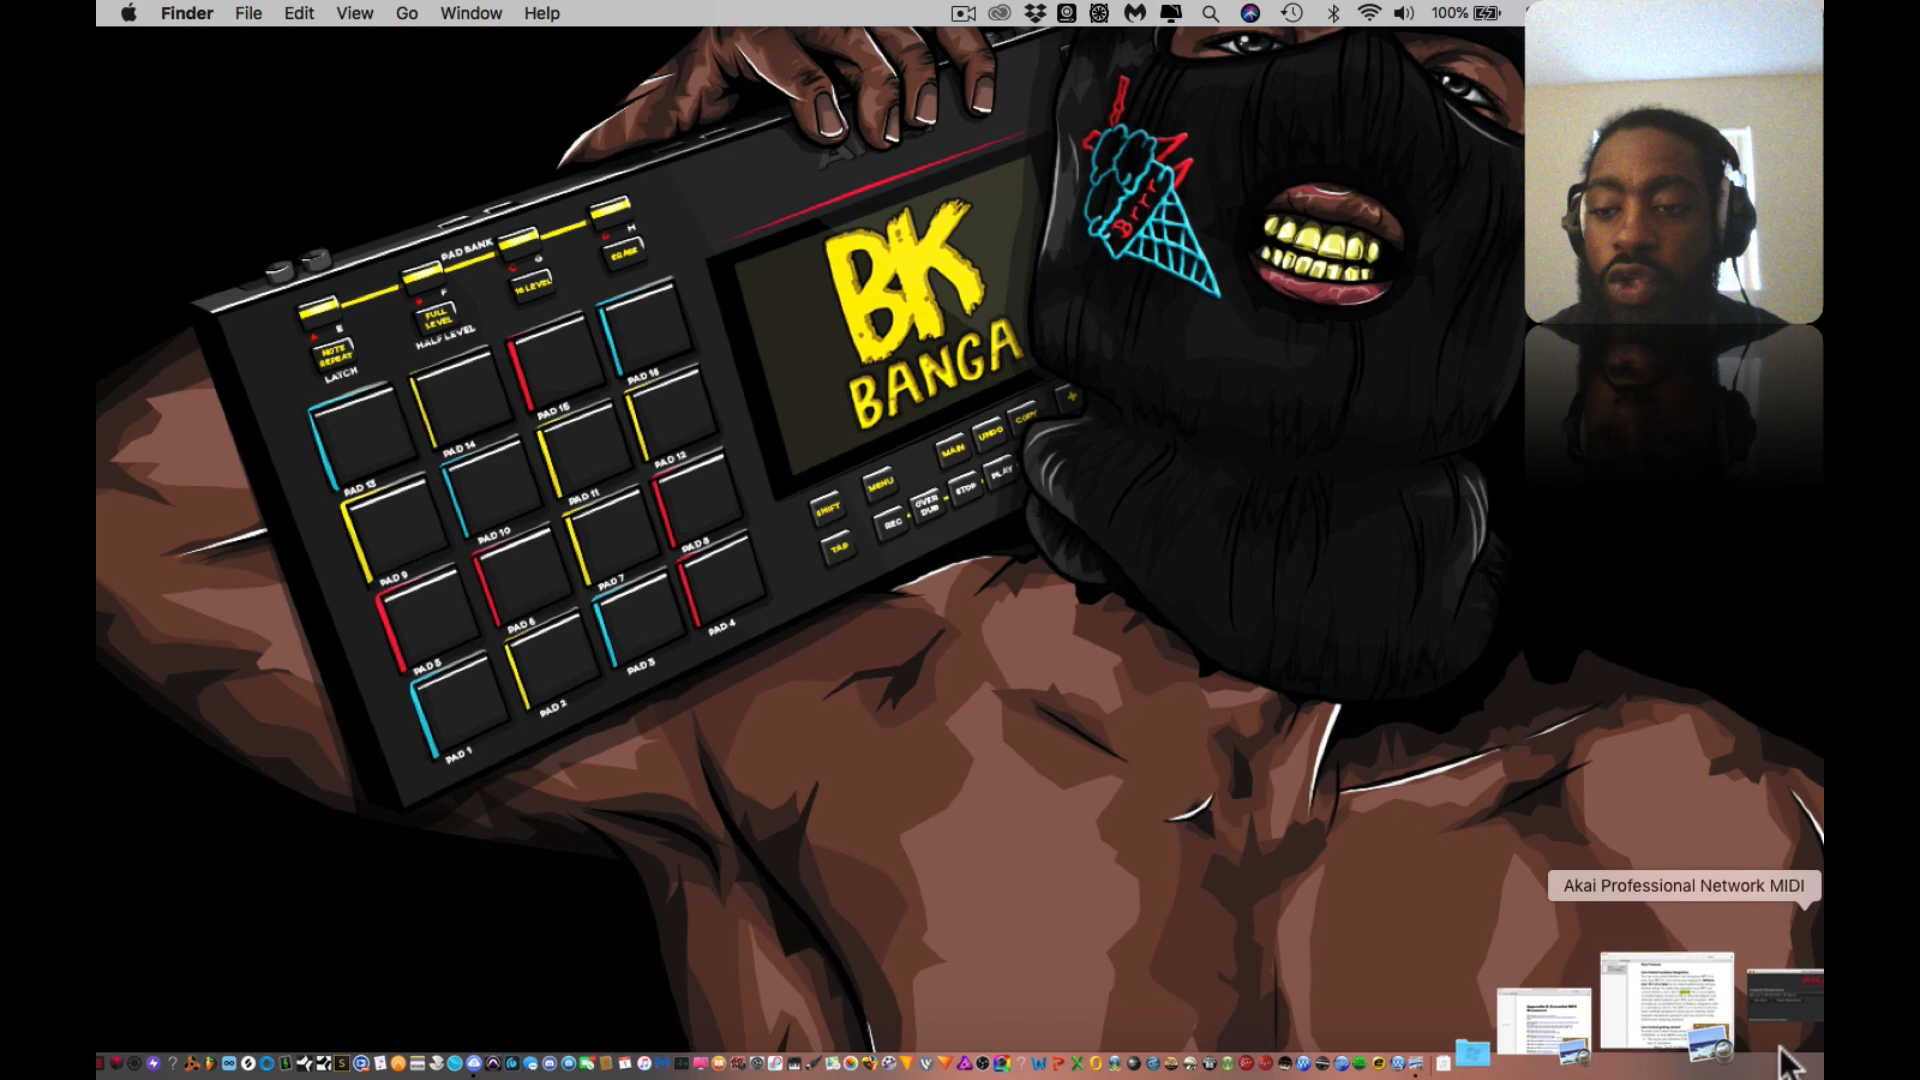 Finder File Edit View Go Window Help
100%
PAD BANK
E
F
G
H
A
B
C
D
NOTE REPEAT
LATCH
FULL LEVEL
HALF LEVEL
16 LEVEL
ERASE
BK
BANGA
Brrr
PAD 13
PAD 14
PAD 15
PAD 16
PAD 9
PAD 10
PAD 11
PAD 12
PAD 5
PAD 6
PAD 7
PAD 8
PAD 1
PAD 2
PAD 3
PAD 4
MAIN
UNDO
COPY
+
MENU
SHIFT
TAP
REC
OVER DUB
STOP
PLAY
Akai Professional Network MIDI